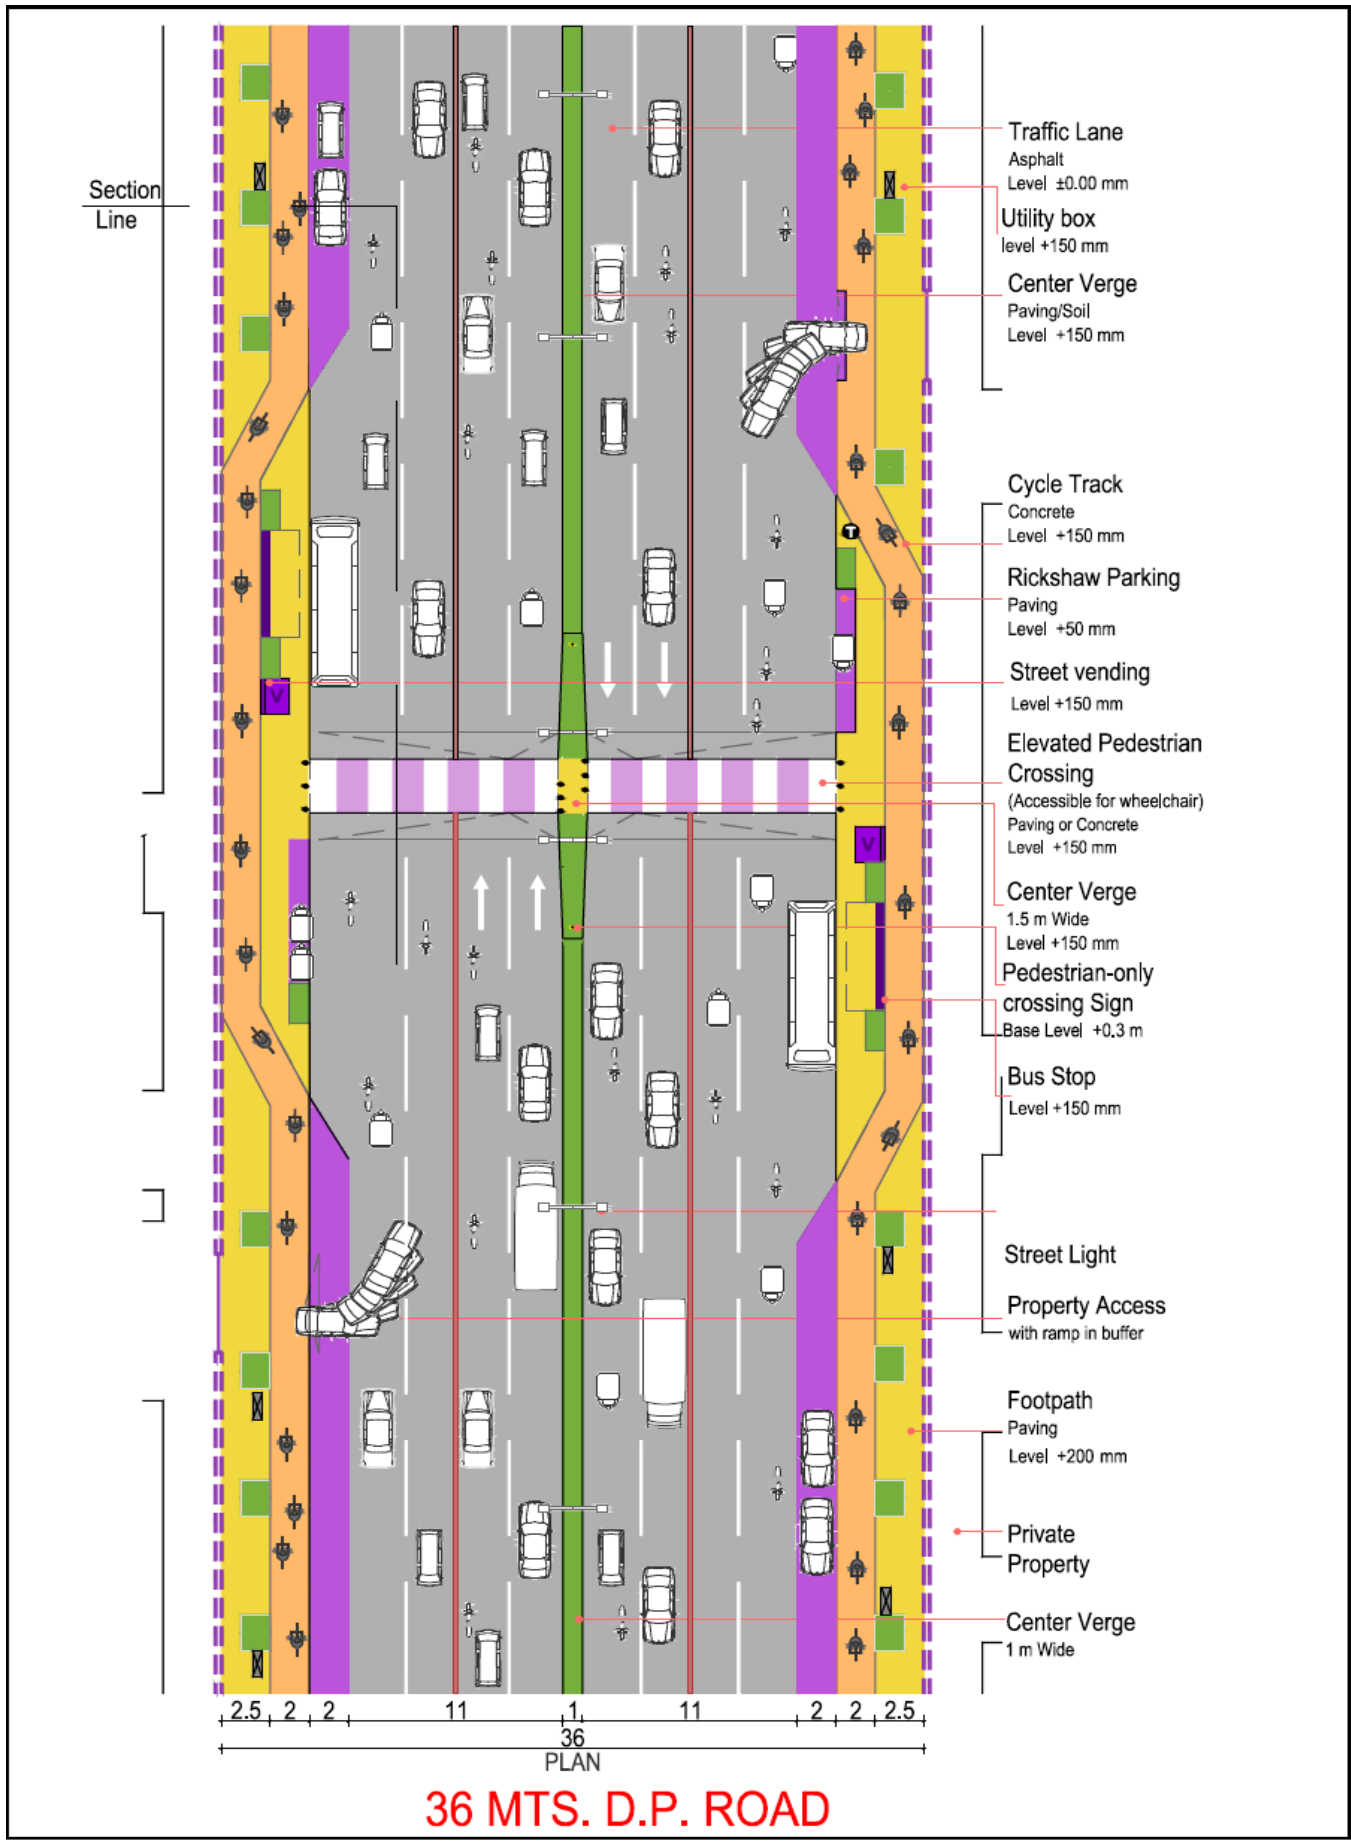 Section
Line
Traffic Lane
Asphalt
Level ±0.00 mm
Utility box
level +150 mm
Center Verge
Paving/Soil
Level +150 mm
Cycle Track
Concrete
Level +150 mm
T
Rickshaw Parking
Paving
Level +50 mm
Street vending
Level +150 mm
V
Elevated Pedestrian
Crossing
(Accessible for wheelchair)
Paving or Concrete
Level +150 mm
V
Center Verge
1.5 m Wide
Level +150 mm
Pedestrian-only
crossing Sign
Base Level +0.3 m
Bus Stop
Level +150 mm
Street Light
Property Access
with ramp in buffer
Footpath
Paving
Level +200 mm
Private
Property
Center Verge
1 m Wide
2.5 2 2 11 1 11 2 2 2.5
36
PLAN
36 MTS. D.P. ROAD